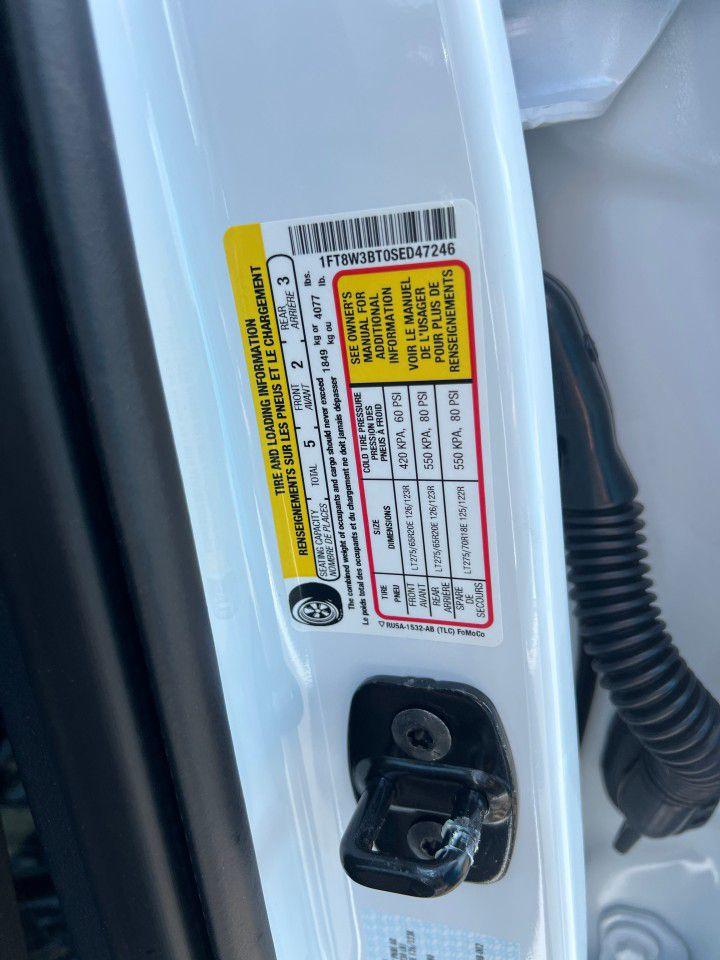 TIRE AND LOADING INFORMATION
RENSEIGNEMENTS SUR LES PNEUS ET LE CHARGEMENT
SEATING CAPACITY
NOMBRE DE PLACES
TOTAL 5
FRONT
AVANT
2
REAR
ARRIÈRE
3
The combined weight of occupants and cargo should never exceed 1849 kg or 4077 lbs.
Le poids total des occupants et du chargement ne doit jamais dépasser kg ou lb.
1FT8W3BT0SED47246
TIRE
PNEU
SIZE
DIMENSIONS
COLD TIRE PRESSURE
PRESSION DES
PNEUS À FROID
FRONT
AVANT
LT275/65R20E 126/123R
420 KPA, 60 PSI
REAR
ARRIÈRE
LT275/65R20E 126/123R
550 KPA, 80 PSI
SPARE
DE
SECOURS
LT275/70R18E 125/122R
550 KPA, 80 PSI
SEE OWNER'S
MANUAL FOR
ADDITIONAL
INFORMATION
VOIR LE MANUEL
DE L'USAGER
POUR PLUS DE
RENSEIGNEMENTS
RU5A-1532-AB (TLC) FoMoCo